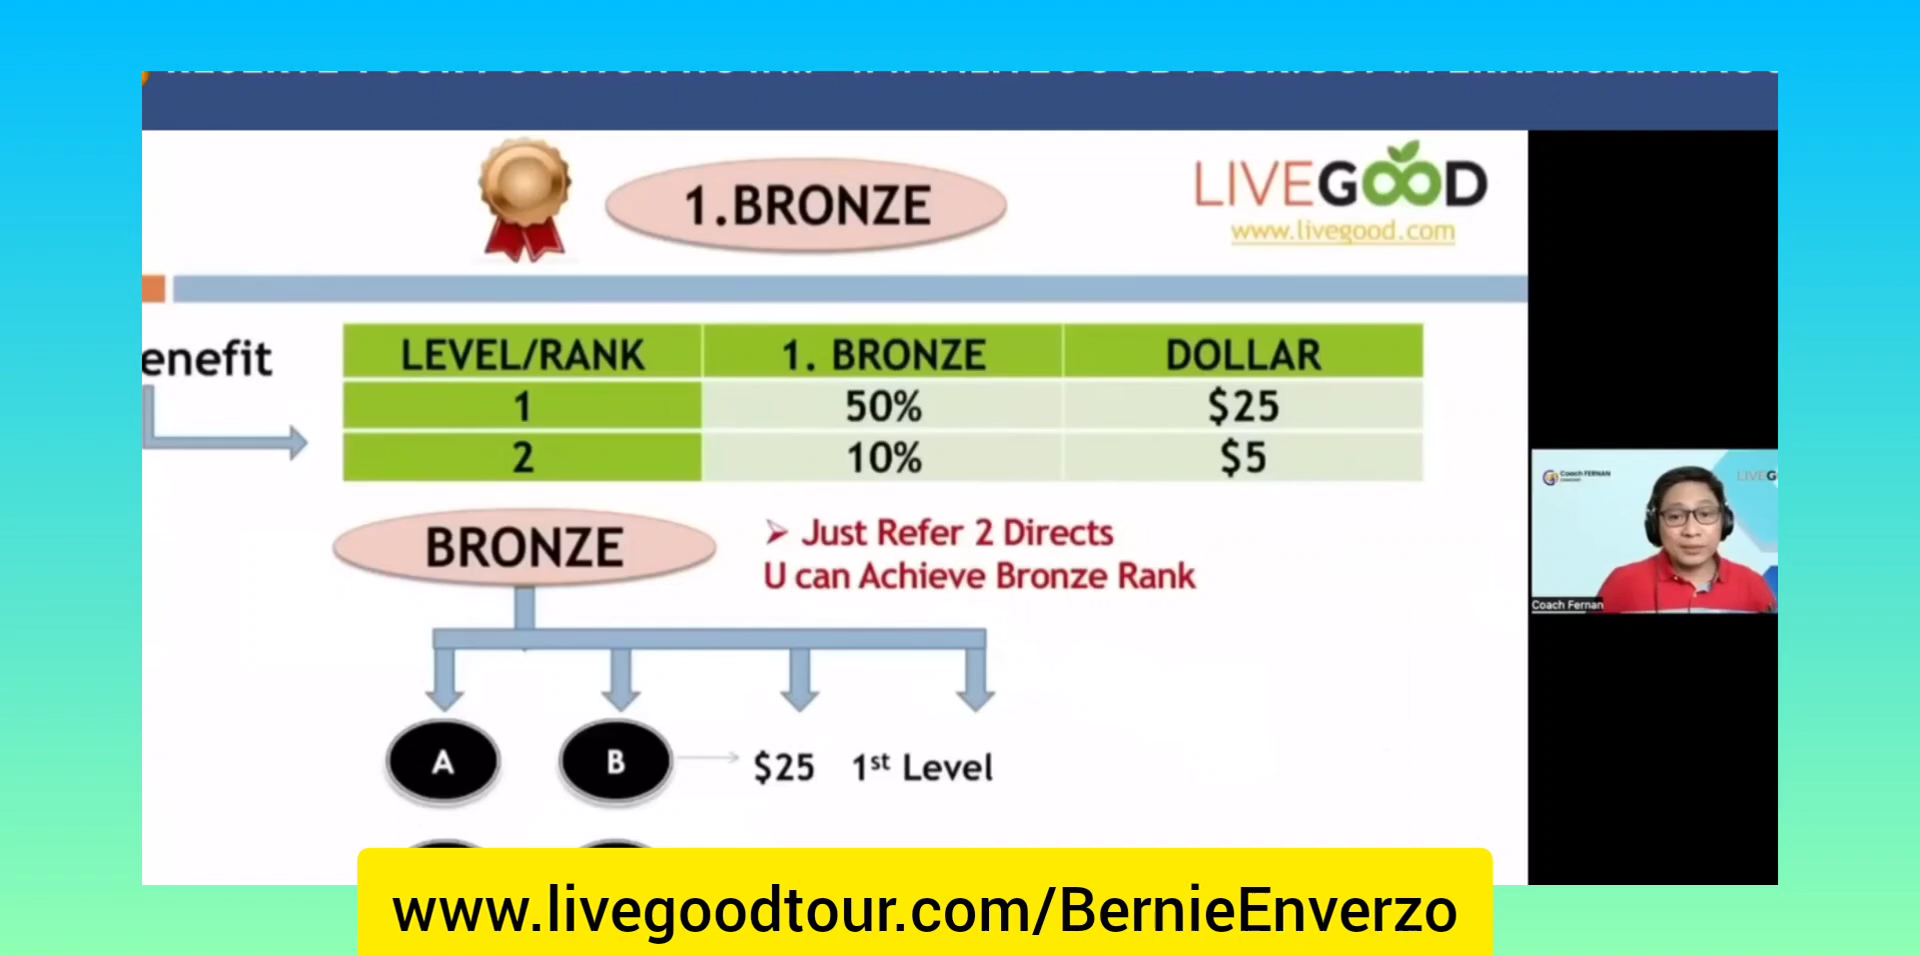 1.BRONZE
LIVEGOOD
www.livegood.com
enefit
LEVEL/RANK 1. BRONZE DOLLAR
1 50% $25
2 10% $5
BRONZE
➢ Just Refer 2 Directs
U can Achieve Bronze Rank
A B $25 1st Level
Coach FERNAN
LIVEG
Coach Fernan
www.livegoodtour.com/BernieEnverzo